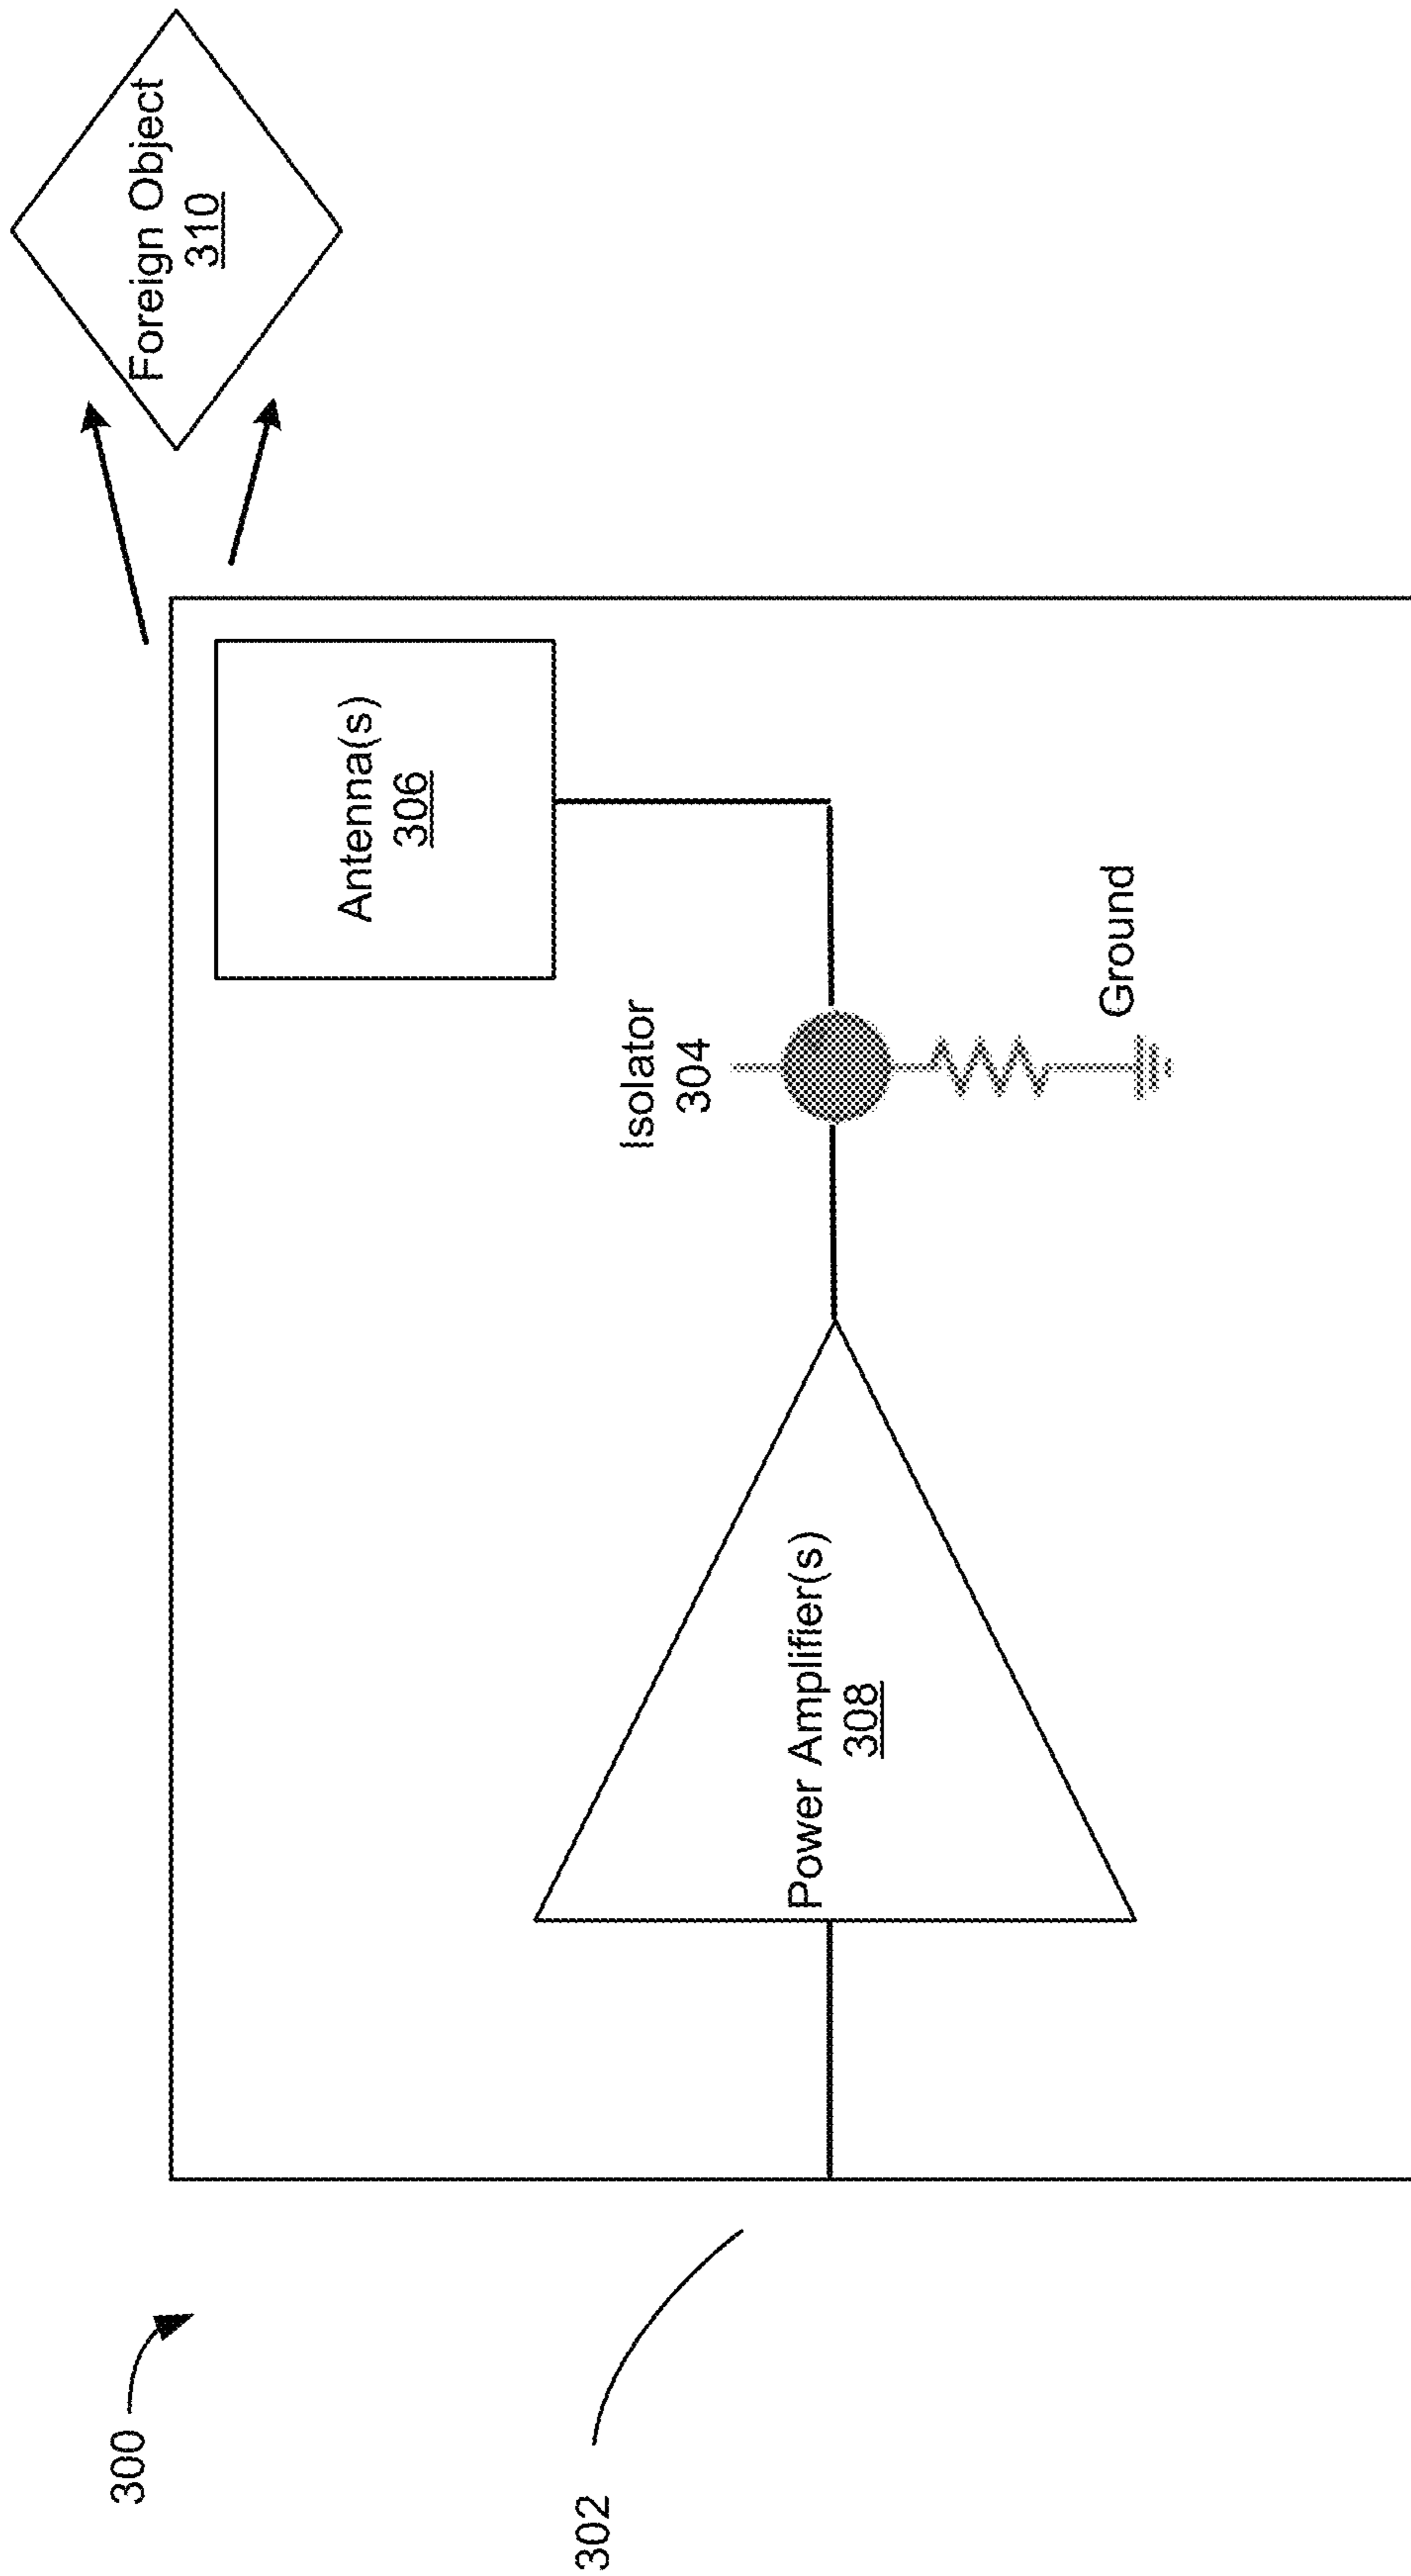 300
302
Power Amplifier(s)
308
Isolator
304
Ground
Antenna(s)
306
Foreign Object
310